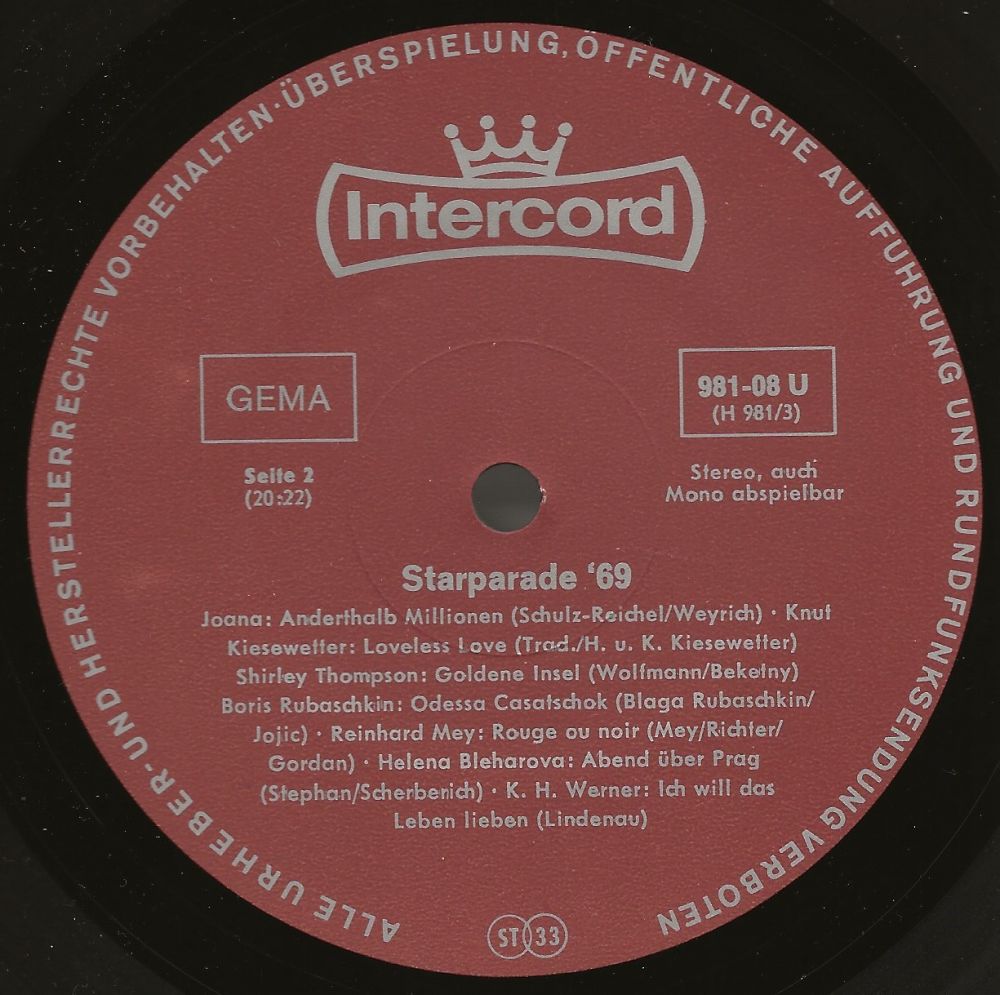 ALLE URHEBER- UND HERSTELLERRECHTE VORBEHALTEN · ÜBERSPIELUNG, ÖFFENTLICHE AUFFÜHRUNG UND RUNDFUNKSENDUNG VERBOTEN
Intercord
GEMA
981-08 U
(H 981/3)
Seite 2
(20:22)
Stereo, auch
Mono abspielbar
Starparade '69
Joana: Anderthalb Millionen (Schulz-Reichel/Weyrich) · Knut
Kiesewetter: Loveless Love (Trad./H. u. K. Kiesewetter)
Shirley Thompson: Goldene Insel (Wolfmann/Beketny)
Boris Rubaschkin: Odessa Casatschok (Blaga Rubaschkin/
Jojic) · Reinhard Mey: Rouge ou noir (Mey/Richter/
Gordan) · Helena Bleharova: Abend über Prag
(Stephan/Scherberich) · K. H. Werner: Ich will das
Leben lieben (Lindenau)
ST 33